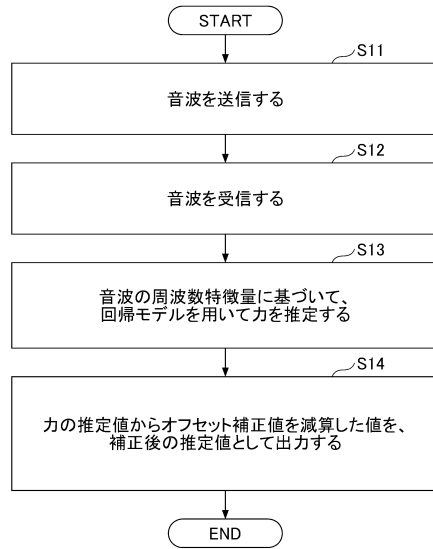 START
S11
音波を送信する
S12
音波を受信する
S13
音波の周波数特徴量に基づいて、
回帰モデルを用いて力を推定する
S14
力の推定値からオフセット補正値を減算した値を、
補正後の推定値として出力する
END